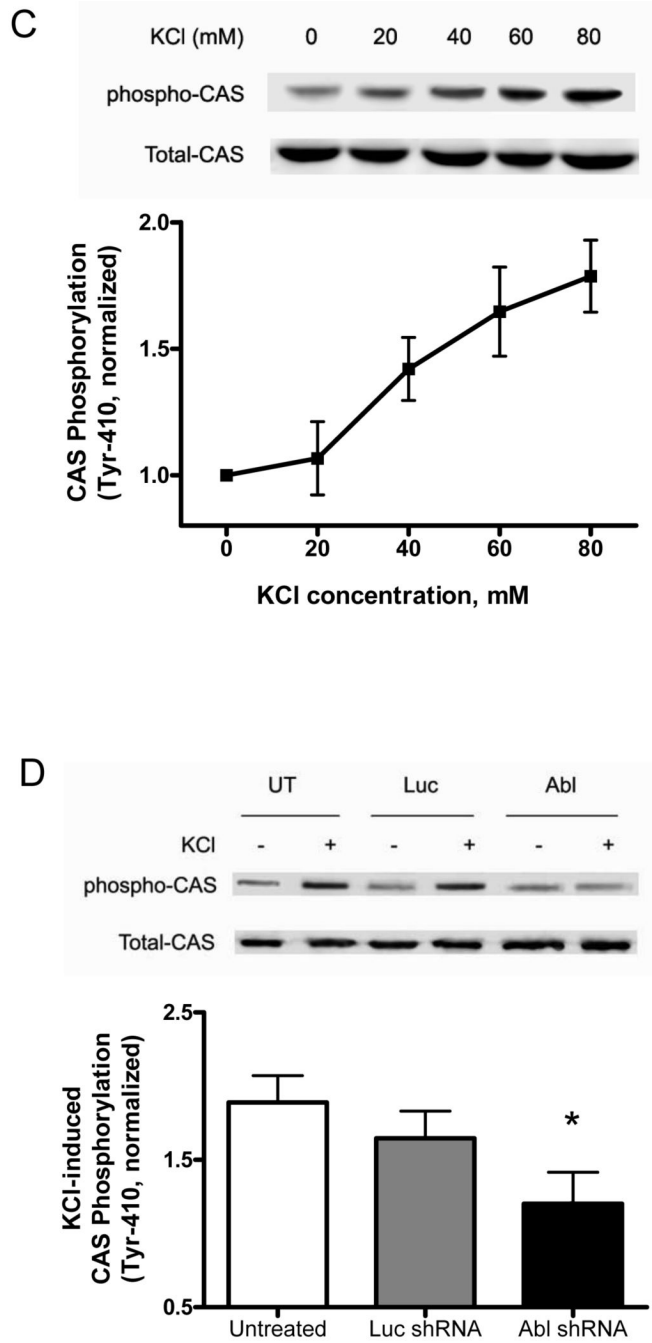 C
KCl (mM) 0 20 40 60 80
phospho-CAS
Total-CAS
2.0
1.5
1.0
CAS Phosphorylation
(Tyr-410, normalized)
0 20 40 60 80
KCl concentration, mM
D
UT Luc Abl
KCl - + - + - +
phospho-CAS
Total-CAS
2.5
1.5
0.5
KCl-induced
CAS Phosphorylation
(Tyr-410, normalized)
*
Untreated Luc shRNA Abl shRNA